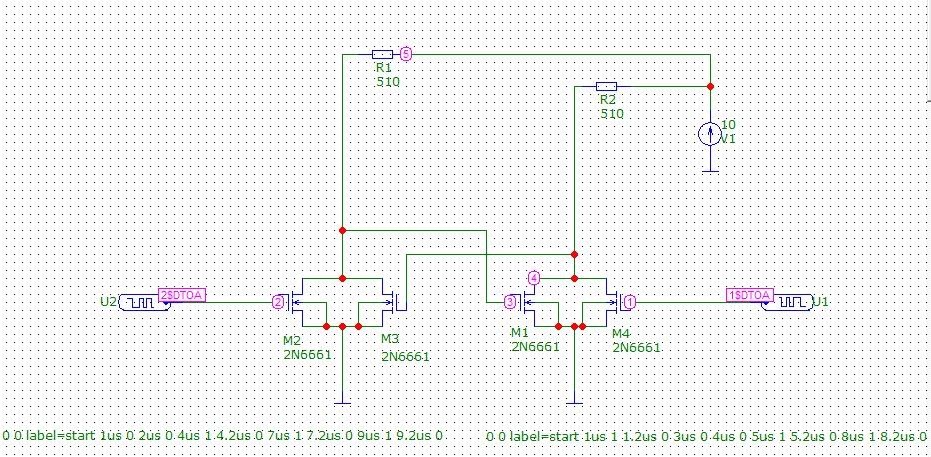 5
R1
510
R2
510
10
V1
4
U2
2$DTOA
2
3
1
1$DTOA
U1
M2
2N6661
M3
2N6661
M1
2N6661
M4
2N6661
0 0 label=start 1us 0 2us 0 4us 1 4.2us 0 7us 1 7.2us 0 9us 1 9.2us 0
0 0 label=start 1us 1 1.2us 0 3us 0 4us 0 5us 1 5.2us 0 8us 1 8.2us 0